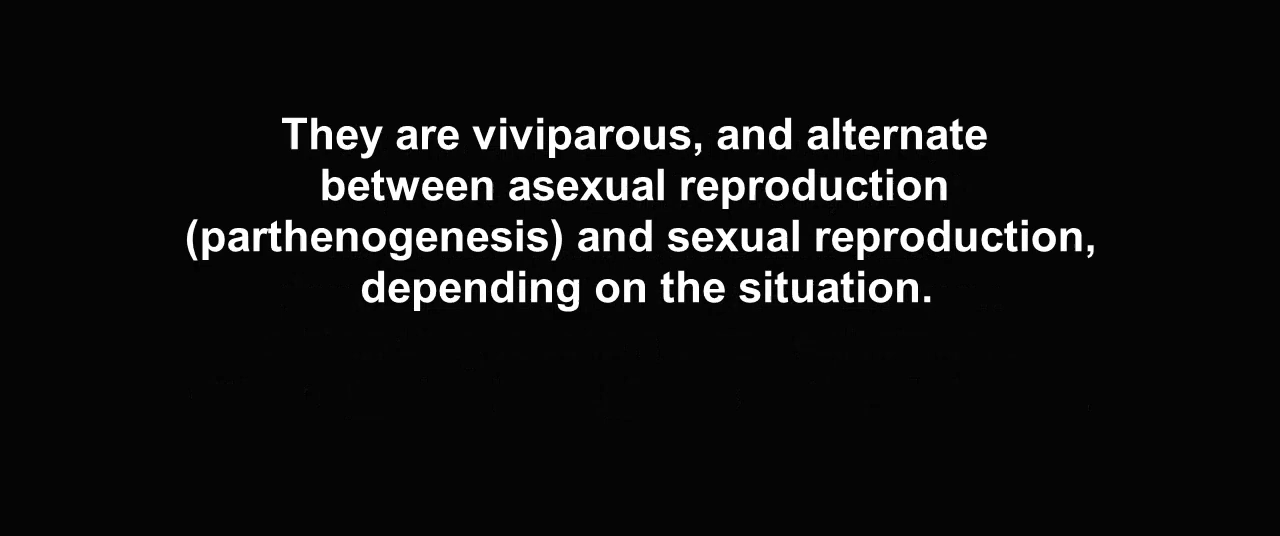 They are viviparous, and alternate
between asexual reproduction
(parthenogenesis) and sexual reproduction,
depending on the situation.